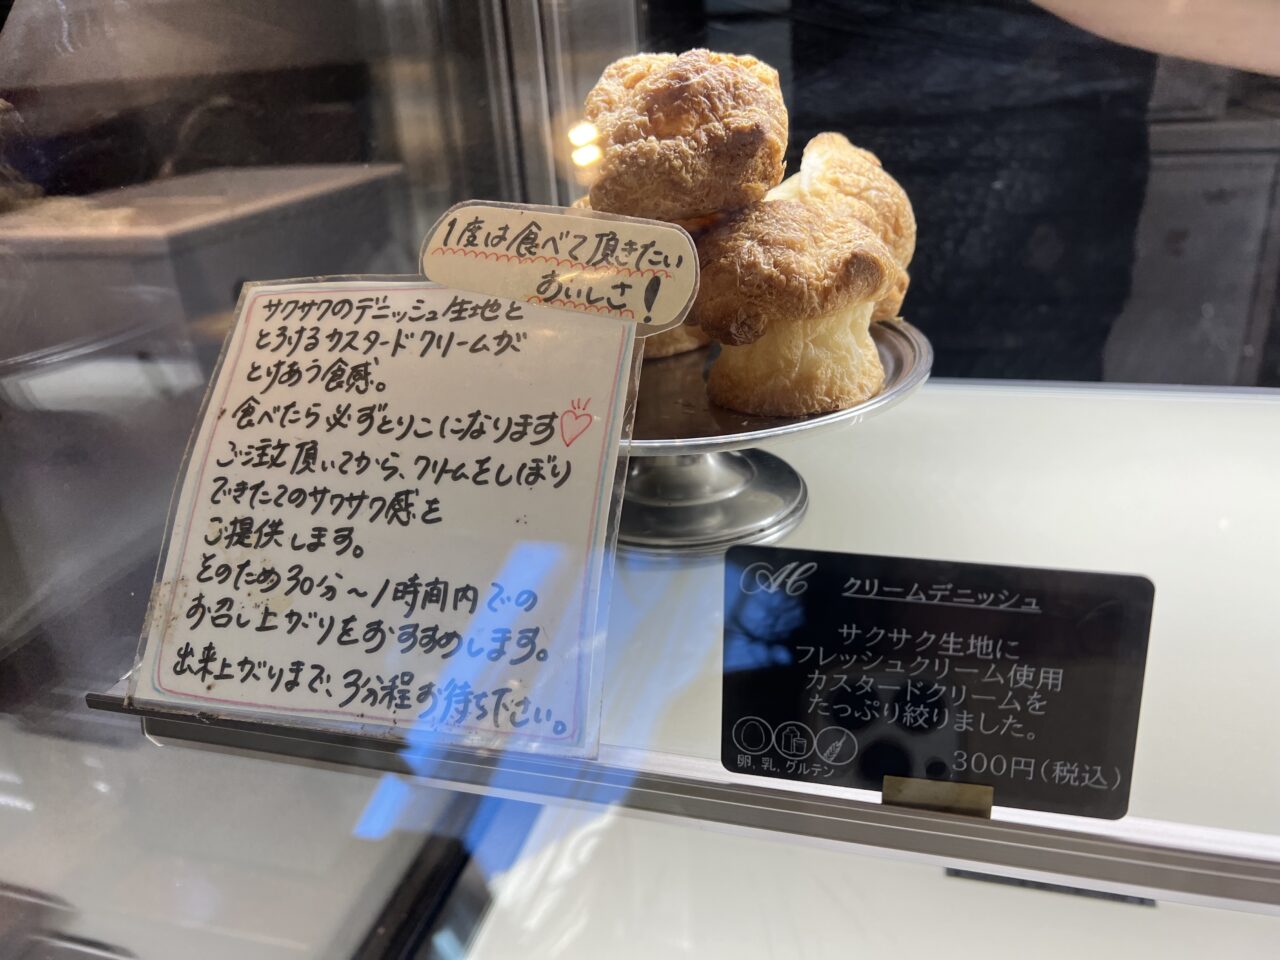 1度は食べて頂きたい
おいしさ!
サクサクのデニッシュ生地と
とろけるカスタードクリームが
とけあう食感。
食べたら必ずとりこになります♡
ご注文頂いてから、クリームをしぼり
できたてのサクサク感を
ご提供します。
そのため30分～1時間内での
お召し上がりをおすすめします。
出来上がりまで、3分程お待ち下さい。
AC クリームデニッシュ
サクサク生地に
フレッシュクリーム使用
カスタードクリームを
たっぷり絞りました。
卵, 乳, グルテン
300円(税込)